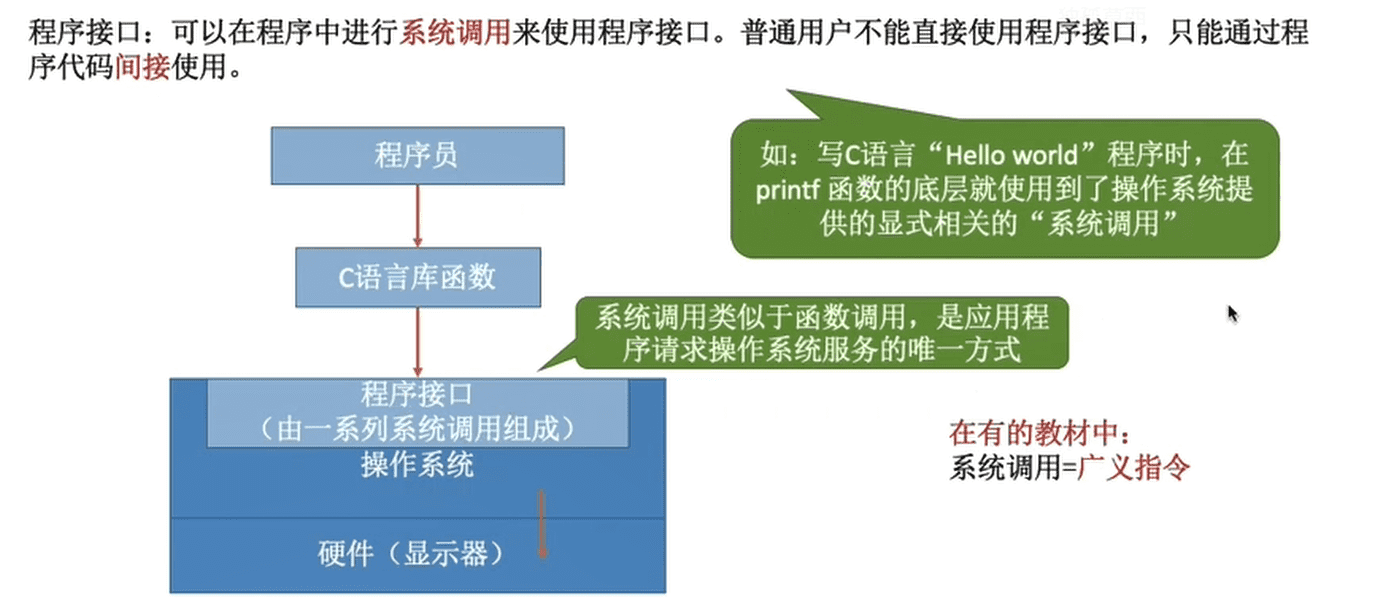 程序接口：可以在程序中进行系统调用来使用程序接口。普通用户不能直接使用程序接口，只能通过程
序代码间接使用。
程序员
如：写C语言“Hello world”程序时，在
printf 函数的底层就使用到了操作系统提
供的显式相关的“系统调用”
C语言库函数
系统调用类似于函数调用，是应用程
序请求操作系统服务的唯一方式
程序接口
（由一系列系统调用组成）
操作系统
在有的教材中：
系统调用=广义指令
硬件（显示器）